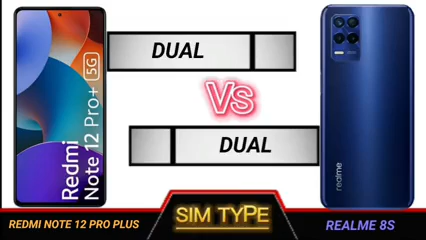 DUAL
Vs
DUAL
Redmi
Note 12 Pro+ 5G
realme
SIM TYPE
REDMI NOTE 12 PRO PLUS
REALME 8S